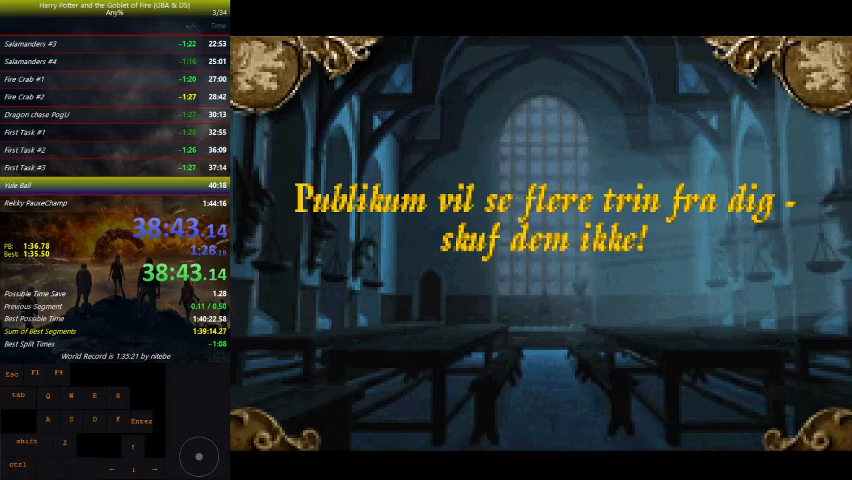 Harry Potter and the Goblet of Fire (GBA & DS)
Any% 3/34
+/- Time
Salamanders #3 −1:22 22:53
Salamanders #4 −1:16 25:01
Fire Crab #1 −1:20 27:00
Fire Crab #2 −1:27 28:42
Dragon chase PogU −1:27 30:13
First Task #1 −1:26 32:55
First Task #2 −1:26 36:09
First Task #3 −1:27 37:14
Yule Ball 40:18
Rekky PauseChamp 1:44:16
38:43.14
PB: 1:36.78
Best: 1:35.50
1:28.18
38:43.14
Possible Time Save 1.28
Previous Segment 0.11 / 0.50
Best Possible Time 1:40:22.58
Sum of Best Segments 1:39:14.27
Best Split Times −1:08
World Record is 1:35:21 by nitebe
Esc F1 F4
tab Q W E R
A S D F Enter
shift Z ↑
ctrl ← ↓ →
Publikum vil se flere trin fra dig -
skuf dem ikke!